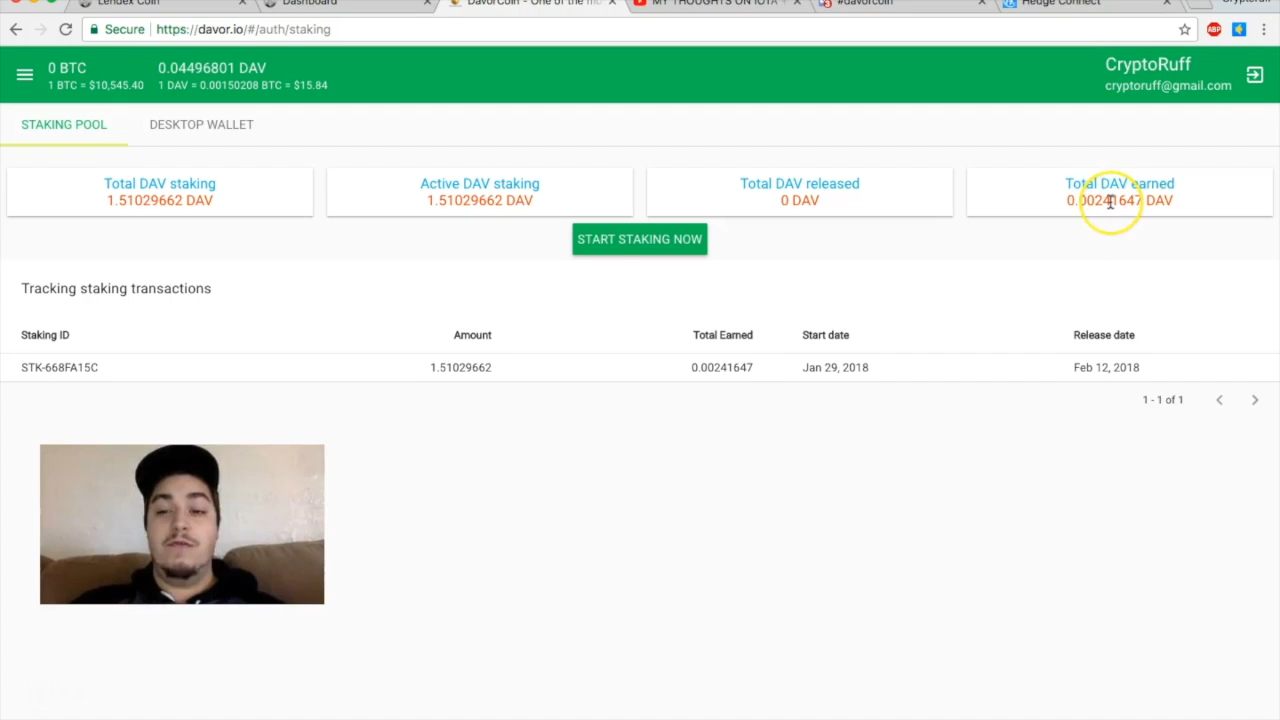 Lendex Coin
Dashboard
DavorCoin - One of the mo
MY THOUGHTS ON IOTA +
#davorcoin
Hedge Connect
Secure
https://davor.io/#/auth/staking
ABP
0 BTC
0.04496801 DAV
1 BTC = $10,545.40
1 DAV = 0.00150208 BTC = $15.84
CryptoRuff
cryptoruff@gmail.com
STAKING POOL
DESKTOP WALLET
Total DAV staking
1.51029662 DAV
Active DAV staking
1.51029662 DAV
Total DAV released
0 DAV
Total DAV earned
0.00241647 DAV
START STAKING NOW
Tracking staking transactions
Staking ID Amount Total Earned Start date Release date
STK-668FA15C 1.51029662 0.00241647 Jan 29, 2018 Feb 12, 2018
1 - 1 of 1